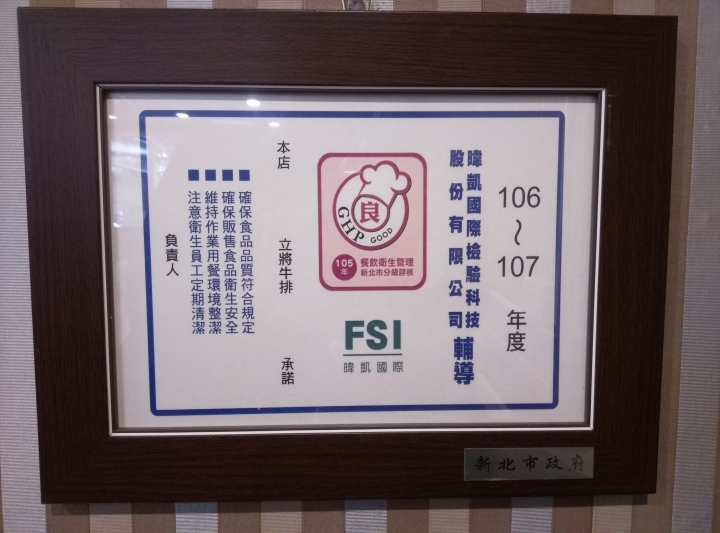 106~107 年度
暐凱國際檢驗科技
股份有限公司 輔導
良
GHP GOOD
105年
餐飲衛生管理
新北市分級評核
FSI
暐凱國際
本店 立將牛排 承諾
■確保食品品質符合規定
■確保販售食品衛生安全
■維持作業用餐環境整潔
■注意衛生員工定期清潔
負責人
新北市政府